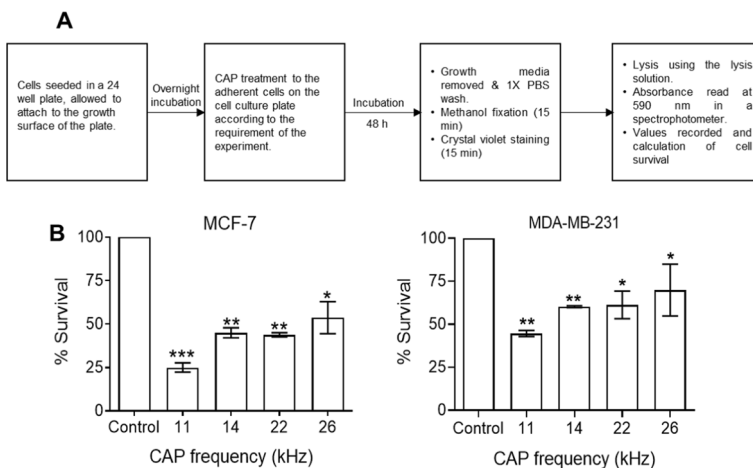 A
Cells seeded in a 24
well plate, allowed to
attach to the growth
surface of the plate.
Overnight
incubation
CAP treatment to the
adherent cells on the
cell culture plate
according to the
requirement of the
experiment.
Incubation
48 h
• Growth media
removed & 1X PBS
wash.
• Methanol fixation (15
min)
• Crystal violet staining
(15 min)
• Lysis using the lysis
solution.
• Absorbance read at
590 nm in a
spectrophotometer.
• Values recorded and
calculation of cell
survival
B
MCF-7
% Survival
100
75
50
25
0
***
**
**
*
Control 11 14 22 26
CAP frequency (kHz)
MDA-MB-231
% Survival
100
75
50
25
0
**
**
*
*
Control 11 14 22 26
CAP frequency (kHz)